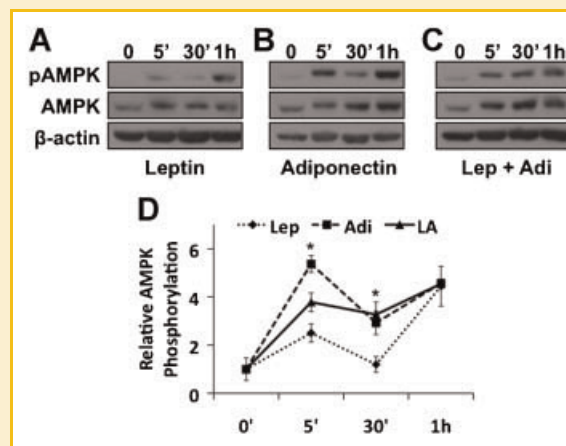 A B C
0 5' 30' 1h 0 5' 30' 1h 0 5' 30' 1h
pAMPK
AMPK
β-actin
Leptin Adiponectin Lep + Adi
D
Lep Adi LA
Relative AMPK
Phosphorylation
6
4
2
0
* *
0' 5' 30' 1h